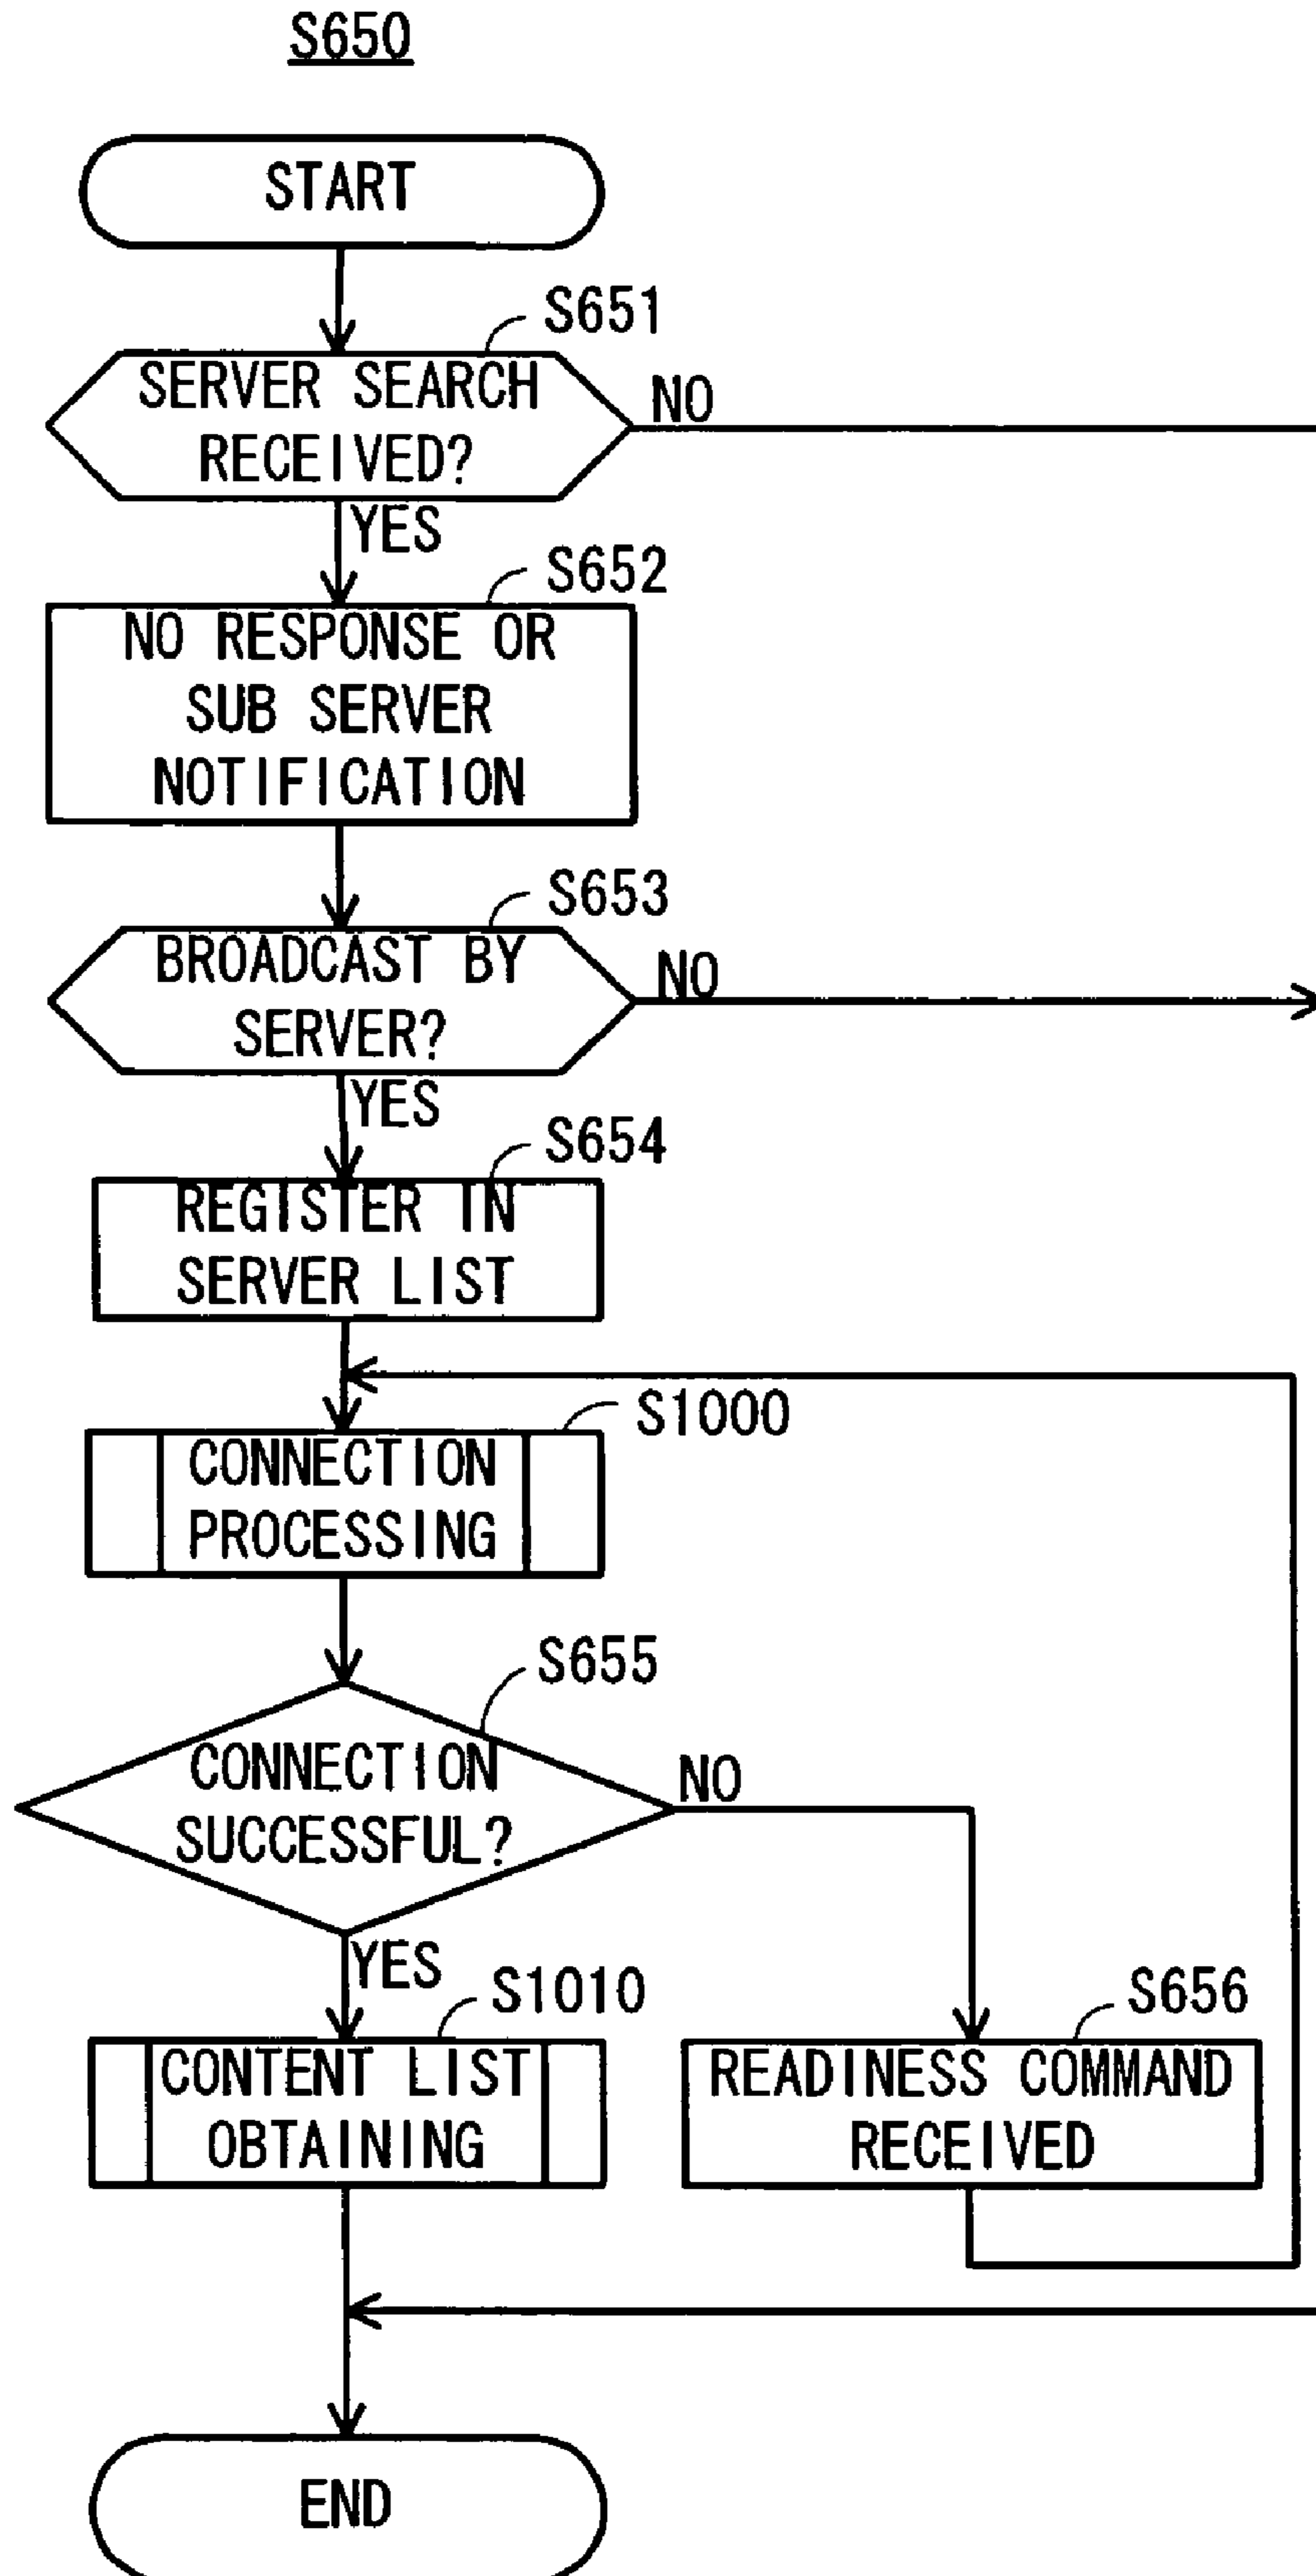 S650
START
S651
SERVER SEARCH
RECEIVED?
NO
YES
S652
NO RESPONSE OR
SUB SERVER
NOTIFICATION
S653
BROADCAST BY
SERVER?
NO
YES
S654
REGISTER IN
SERVER LIST
S1000
CONNECTION
PROCESSING
S655
CONNECTION
SUCCESSFUL?
NO
YES
S1010
CONTENT LIST
OBTAINING
S656
READINESS COMMAND
RECEIVED
END